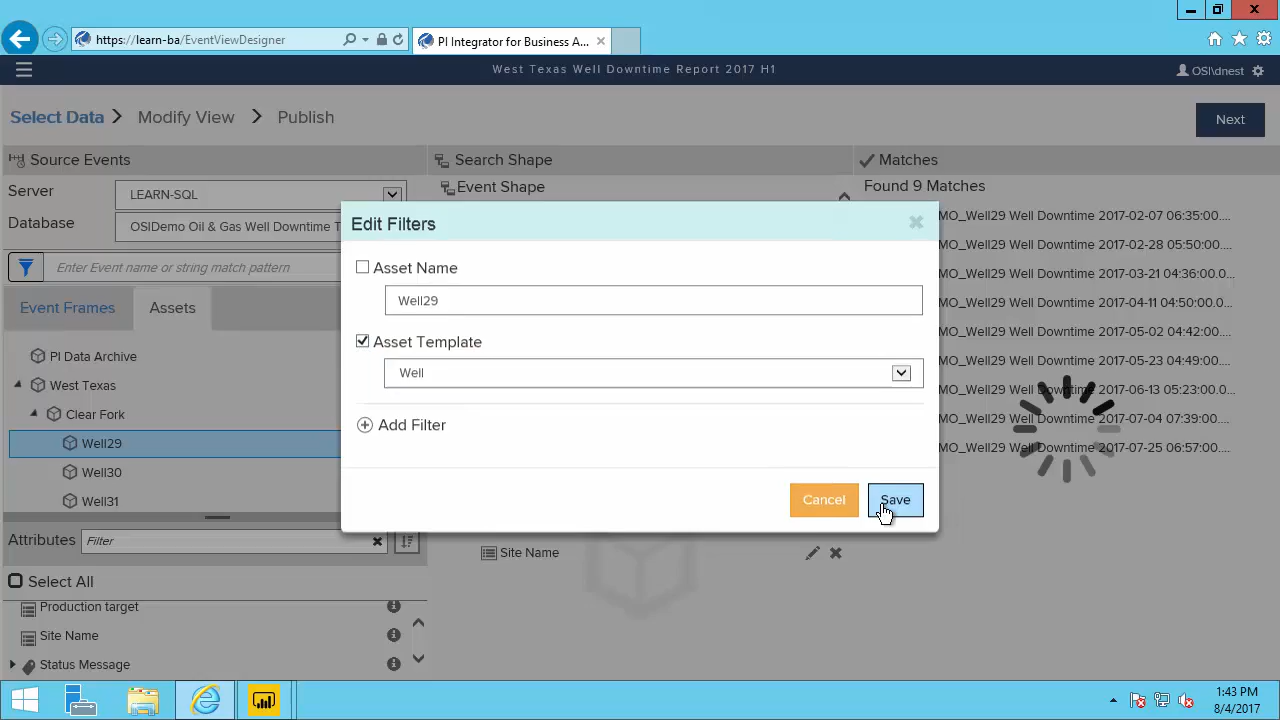 https://learn-ba/EventViewDesigner
PI Integrator for Business A...
West Texas Well Downtime Report 2017 H1
OSI\dnest
Select Data
Modify View
Publish
Next
Source Events
Search Shape
Matches
Server
LEARN-SQL
Event Shape
Found 9 Matches
Database
OSIDemo Oil & Gas Well Downtime T
Enter Event name or string match pattern
Event Frames
Assets
PI Data Archive
West Texas
Clear Fork
Well29
Well30
Well31
Edit Filters
Asset Name
Well29
Asset Template
Well
Add Filter
Cancel
Save
MO_Well29 Well Downtime 2017-02-07 06:35:00....
MO_Well29 Well Downtime 2017-02-28 05:50:00....
MO_Well29 Well Downtime 2017-03-21 04:36:00.0...
MO_Well29 Well Downtime 2017-04-11 04:50:00.0...
MO_Well29 Well Downtime 2017-05-02 04:42:00....
MO_Well29 Well Downtime 2017-05-23 04:49:00....
MO_Well29 Well Downtime 2017-06-13 05:23:00.0...
MO_Well29 Well Downtime 2017-07-04 07:39:00....
MO_Well29 Well Downtime 2017-07-25 06:57:00....
Attributes
Filter
Site Name
Select All
Production target
Site Name
Status Message
1:43 PM
8/4/2017